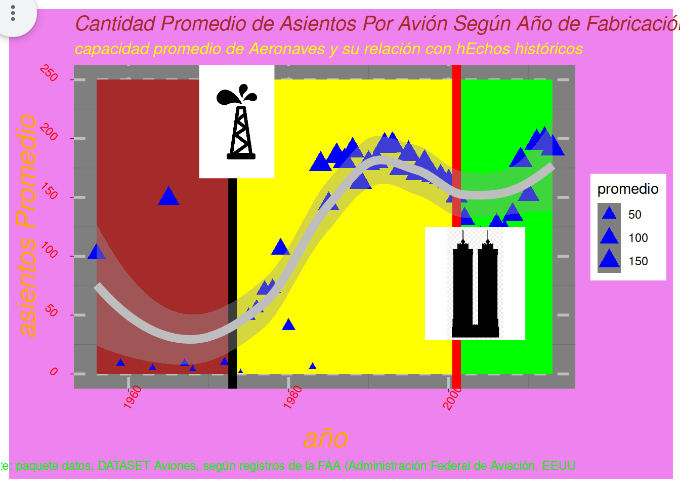 Cantidad Promedio de Asientos Por Avión Según Año de Fabricació
capacidad promedio de Aeronaves y su relación con hEchos históricos
asientos Promedio
250
200
150
100
50
0
1960
1980
2000
año
promedio
50
100
150
te: paquete datos, DATASET Aviones, según registros de la FAA (Administración Federal de Aviación, EEUU